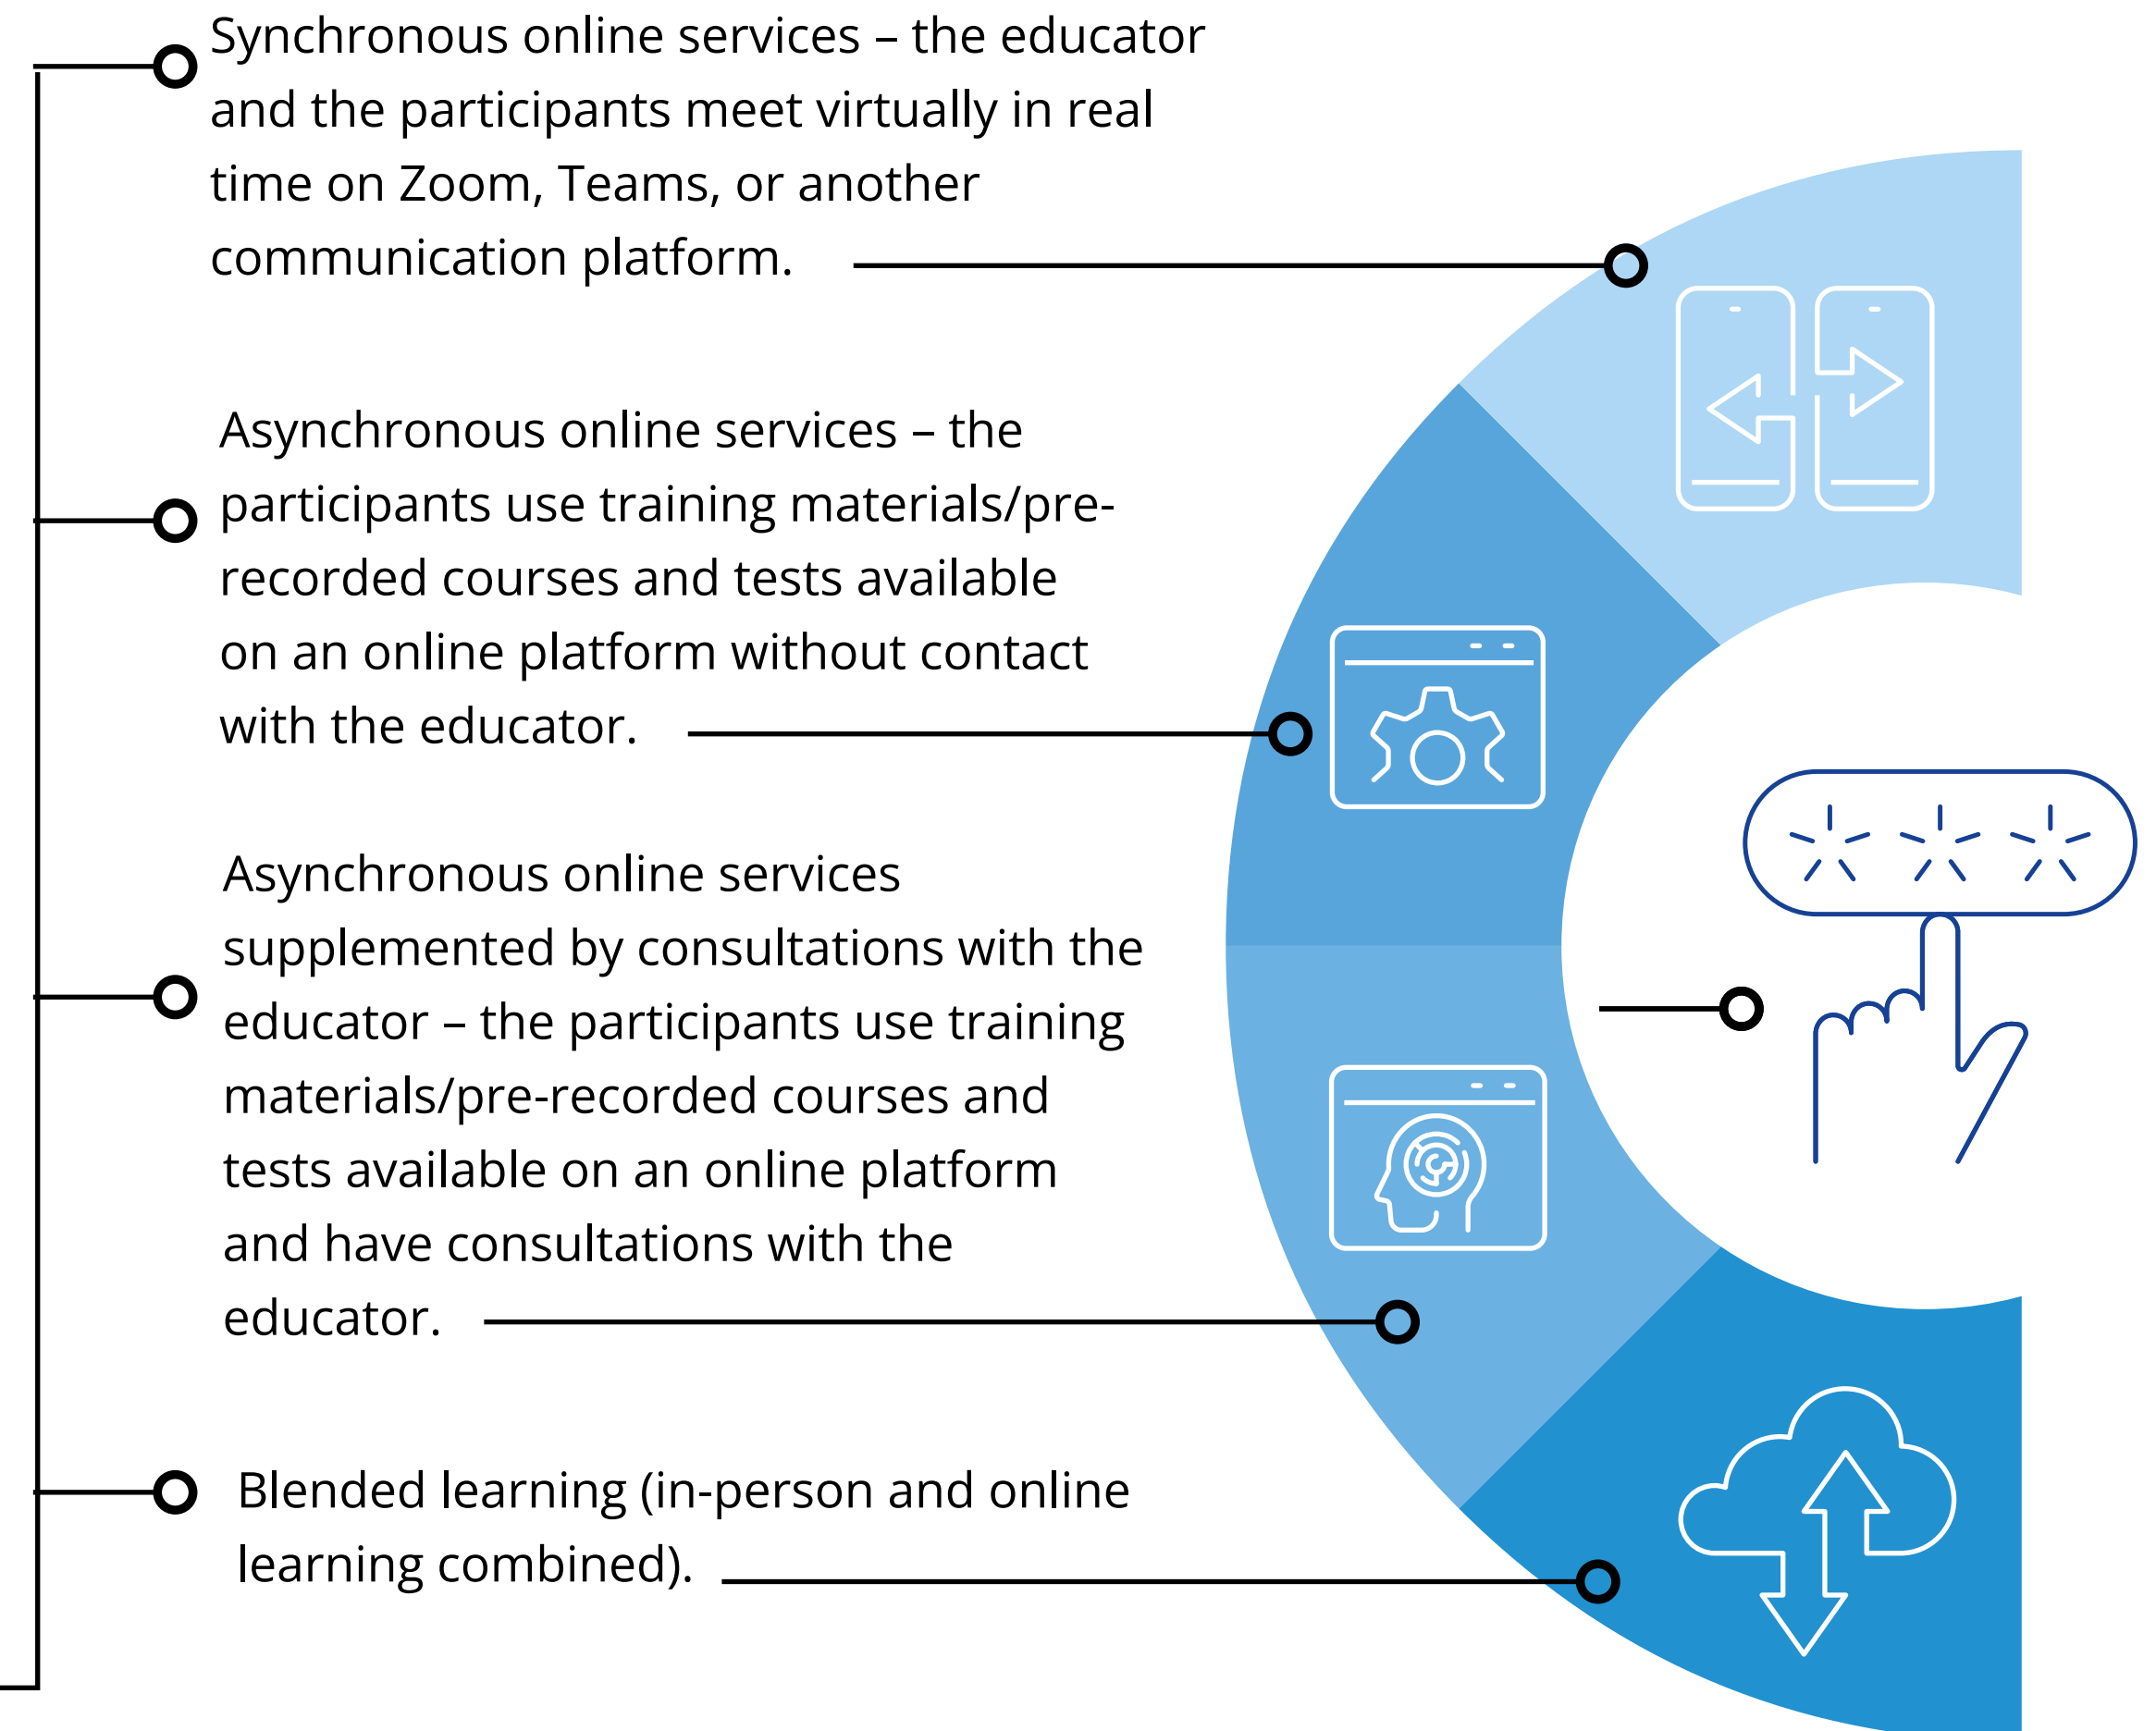 Synchronous online services – the educator
and the participants meet virtually in real
time on Zoom, Teams, or another
communication platform.
Asynchronous online services – the
participants use training materials/pre-
recorded courses and tests available
on an online platform without contact
with the educator.
Asynchronous online services
supplemented by consultations with the
educator – the participants use training
materials/pre-recorded courses and
tests available on an online platform
and have consultations with the
educator.
Blended learning (in-person and online
learning combined).